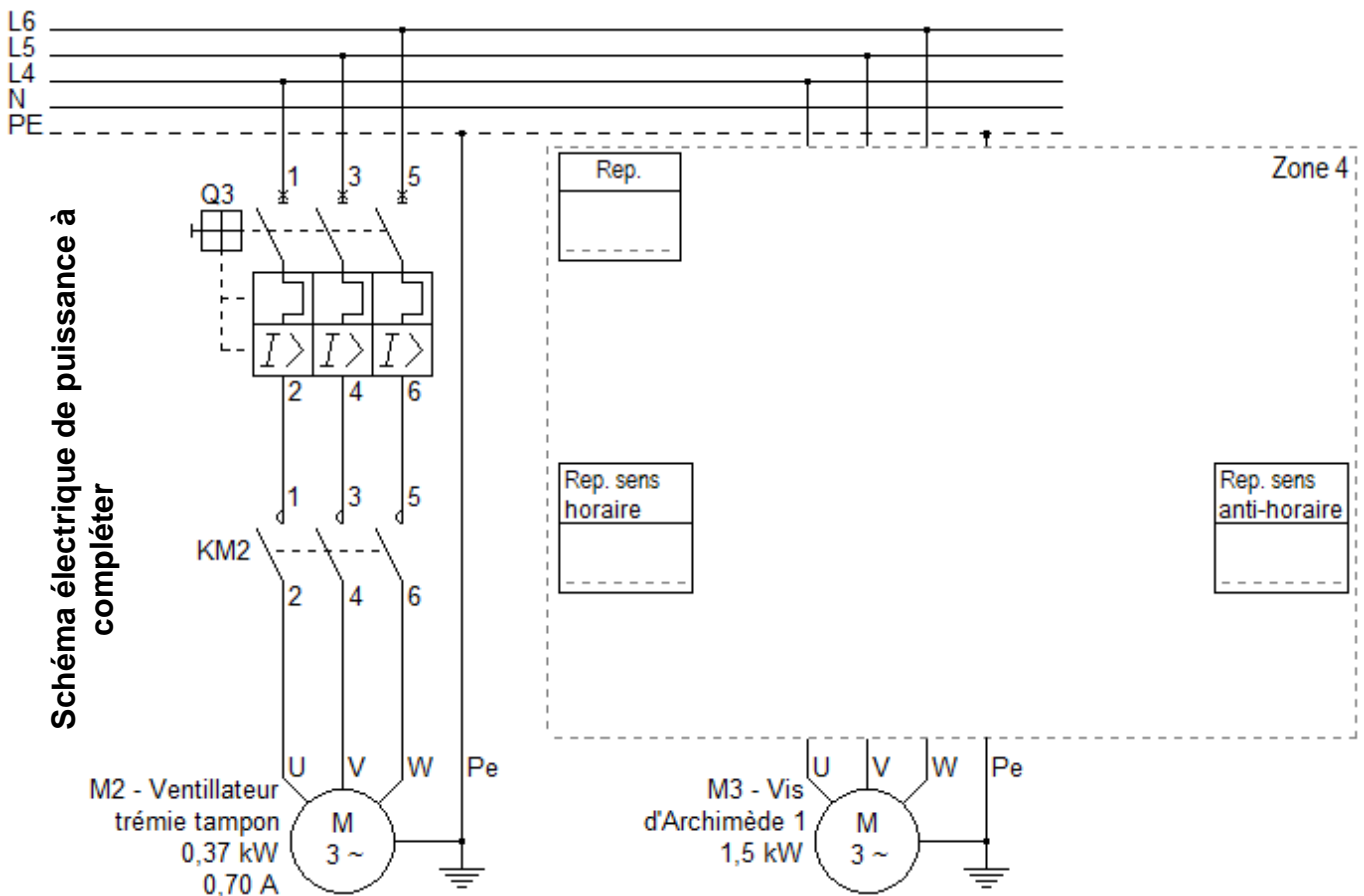 L6
L5
L4
N
PE
Schéma électrique de puissance à
compléter
1 3 5
Q3
I > I > I >
2 4 6
1 3 5
KM2
2 4 6
U V W Pe
M2 - Ventillateur
trémie tampon
0,37 kW
0,70 A
M
3 ~
Zone 4
Rep.
Rep. sens
horaire
Rep. sens
anti-horaire
U V W Pe
M3 - Vis
d'Archimède 1
1,5 kW
M
3 ~